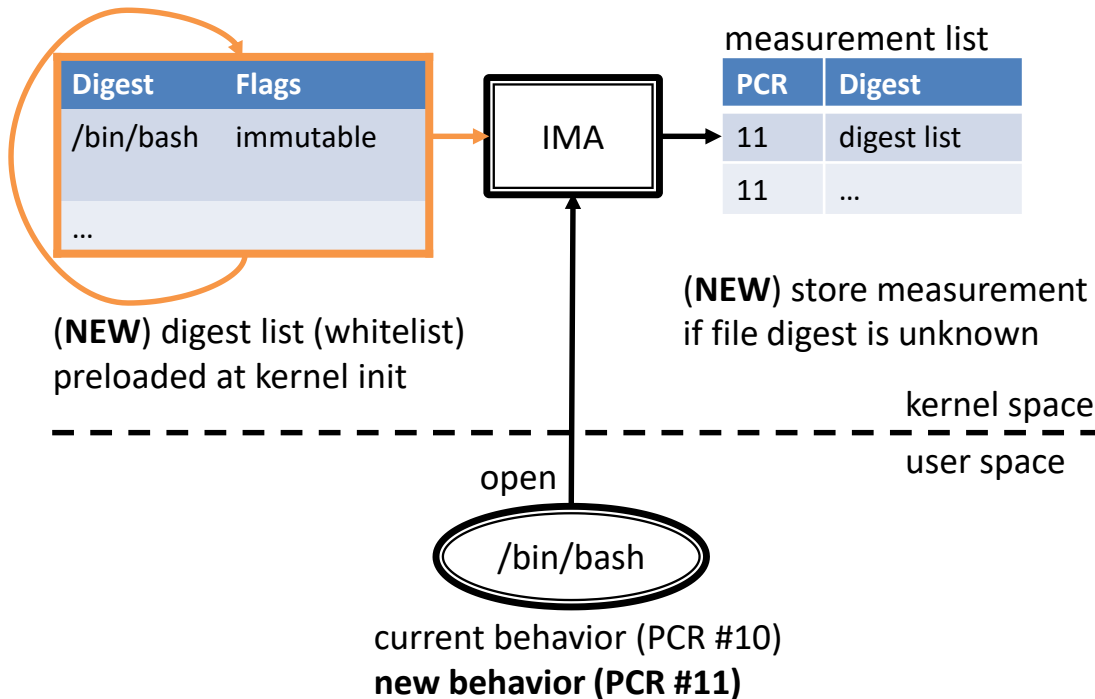 measurement list
Digest Flags
/bin/bash immutable
...
IMA
PCR Digest
11 digest list
11 ...
(NEW) digest list (whitelist)
preloaded at kernel init
(NEW) store measurement
if file digest is unknown
kernel space
user space
open
/bin/bash
current behavior (PCR #10)
new behavior (PCR #11)